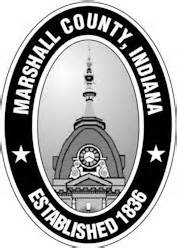 MARSHALL COUNTY, INDIANA
ESTABLISHED 1836